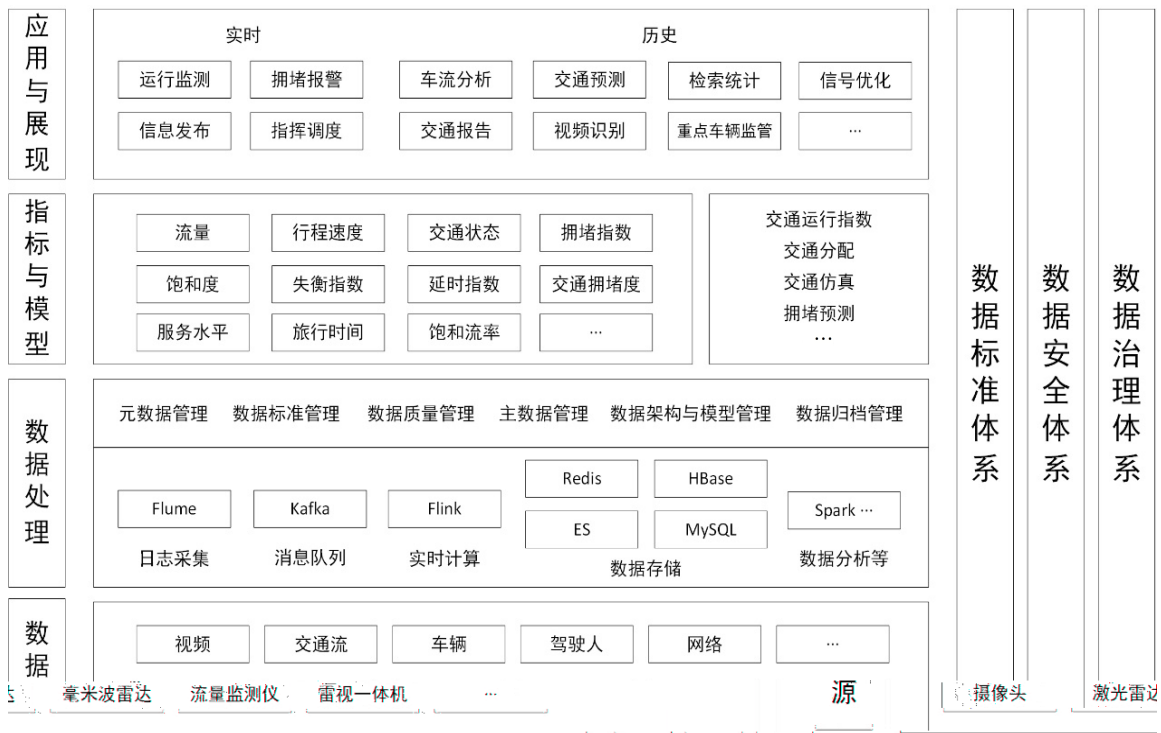 应用与展现
实时 历史
运行监测 拥堵报警 车流分析 交通预测 检索统计 信号优化
信息发布 指挥调度 交通报告 视频识别 重点车辆监管 …
指标与模型
流量 行程速度 交通状态 拥堵指数
饱和度 失衡指数 延时指数 交通拥堵度
服务水平 旅行时间 饱和流率 …
交通运行指数
交通分配
交通仿真
拥堵预测
…
数据处理
元数据管理 数据标准管理 数据质量管理 主数据管理 数据架构与模型管理 数据归档管理
Flume Kafka Flink Redis HBase ES MySQL Spark …
日志采集 消息队列 实时计算 数据存储 数据分析等
数据
视频 交通流 车辆 驾驶人 网络 …
毫米波雷达 流量监测仪 雷视一体机 … 源 摄像头 激光雷达
数据标准体系
数据安全体系
数据治理体系